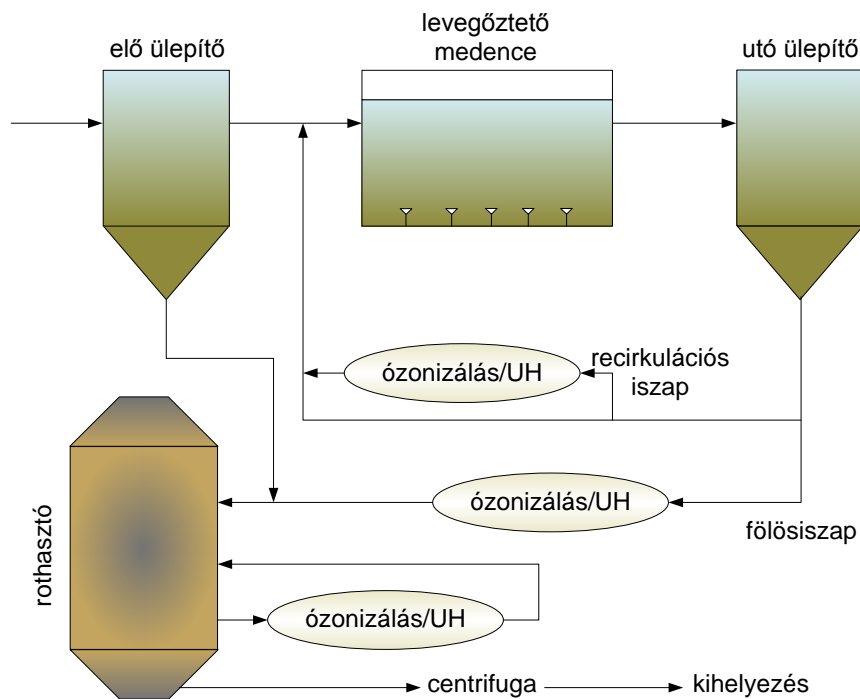 elő ülepítő
levegőztető
medence
utó ülepítő
ózonizálás/UH
recirkulációs
iszap
ózonizálás/UH
fölösiszap
rothasztó
ózonizálás/UH
centrifuga
kihelyezés